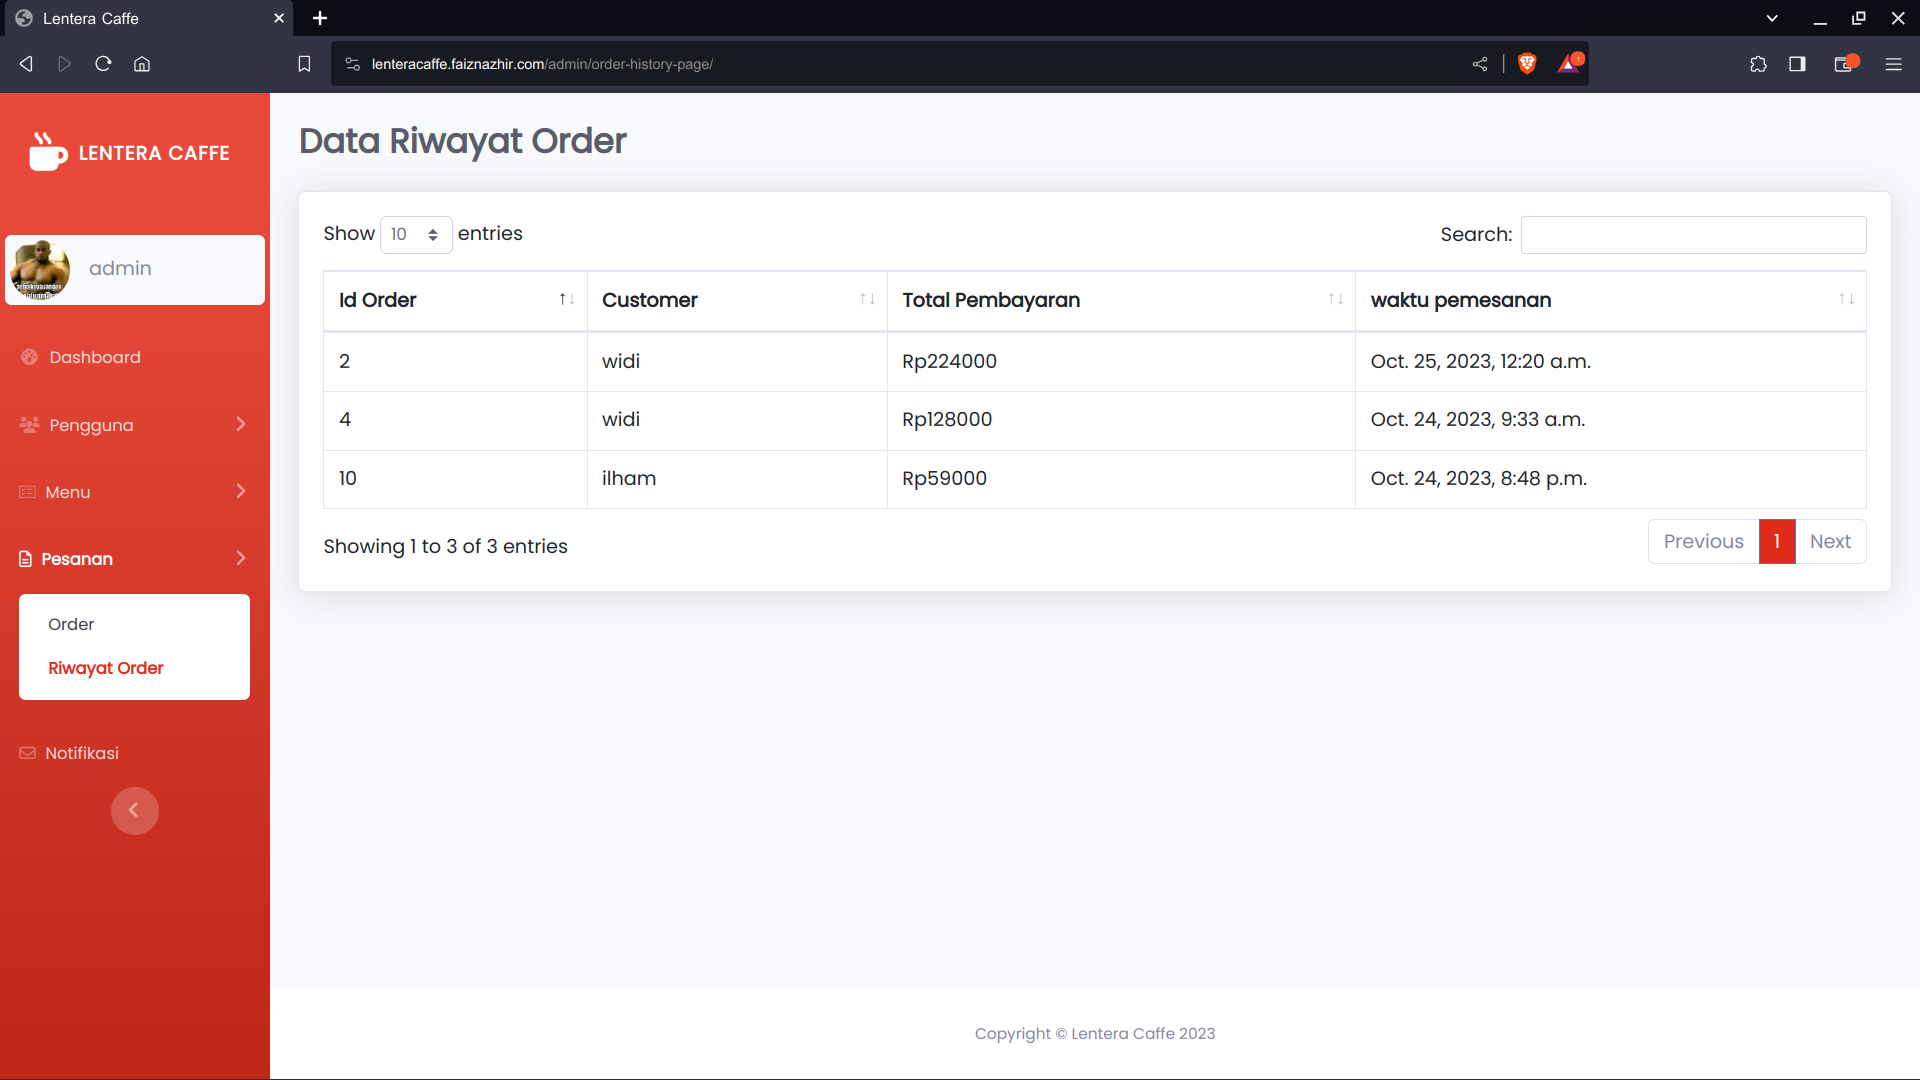 Lentera Caffe
lenteracaffe.faiznazhir.com/admin/order-history-page/
LENTERA CAFFE
admin
Dashboard
Pengguna
Menu
Pesanan
Order
Riwayat Order
Notifikasi
Data Riwayat Order
Show 10 entries
Search:
Id Order Customer Total Pembayaran waktu pemesanan
2 widi Rp224000 Oct. 25, 2023, 12:20 a.m.
4 widi Rp128000 Oct. 24, 2023, 9:33 a.m.
10 ilham Rp59000 Oct. 24, 2023, 8:48 p.m.
Showing 1 to 3 of 3 entries
Previous 1 Next
Copyright © Lentera Caffe 2023